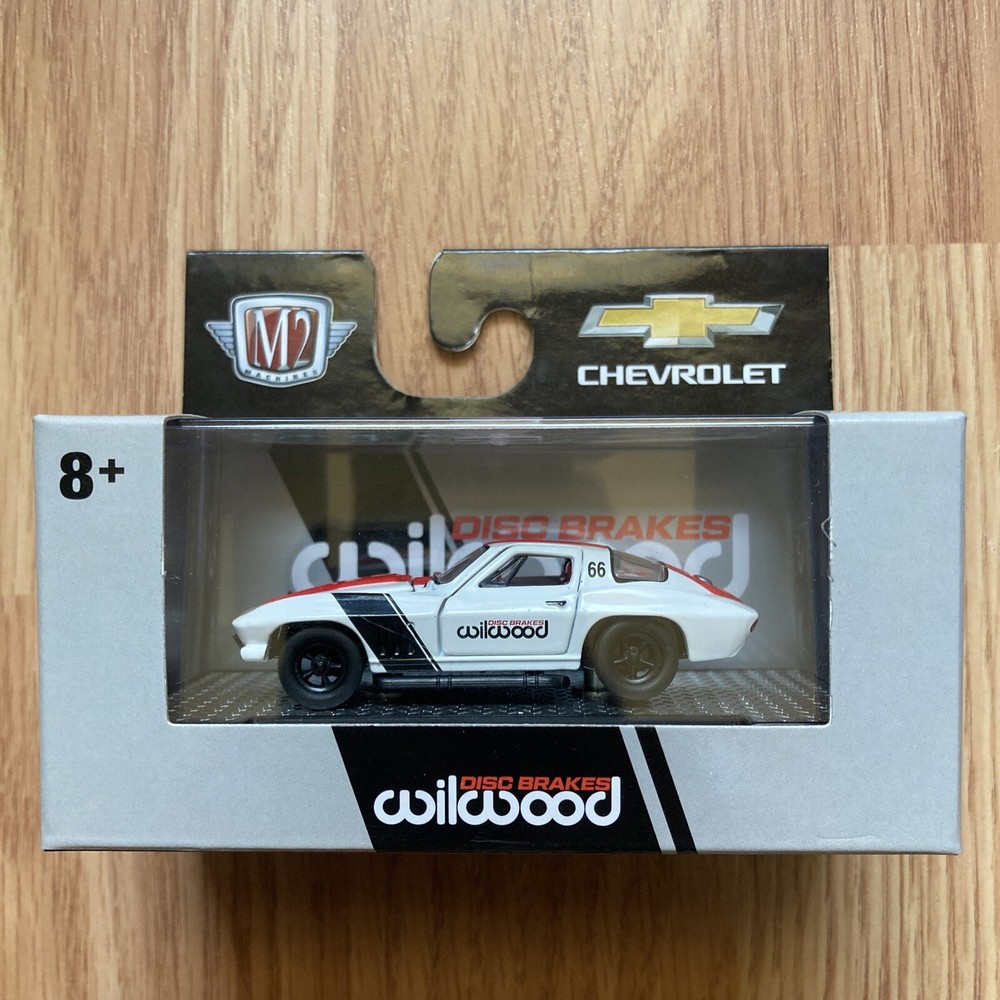 M2
MACHINES
CHEVROLET
8+
DISC BRAKES
wilwood
66
DISC BRAKES
wilwood
DISC BRAKES
wilwood